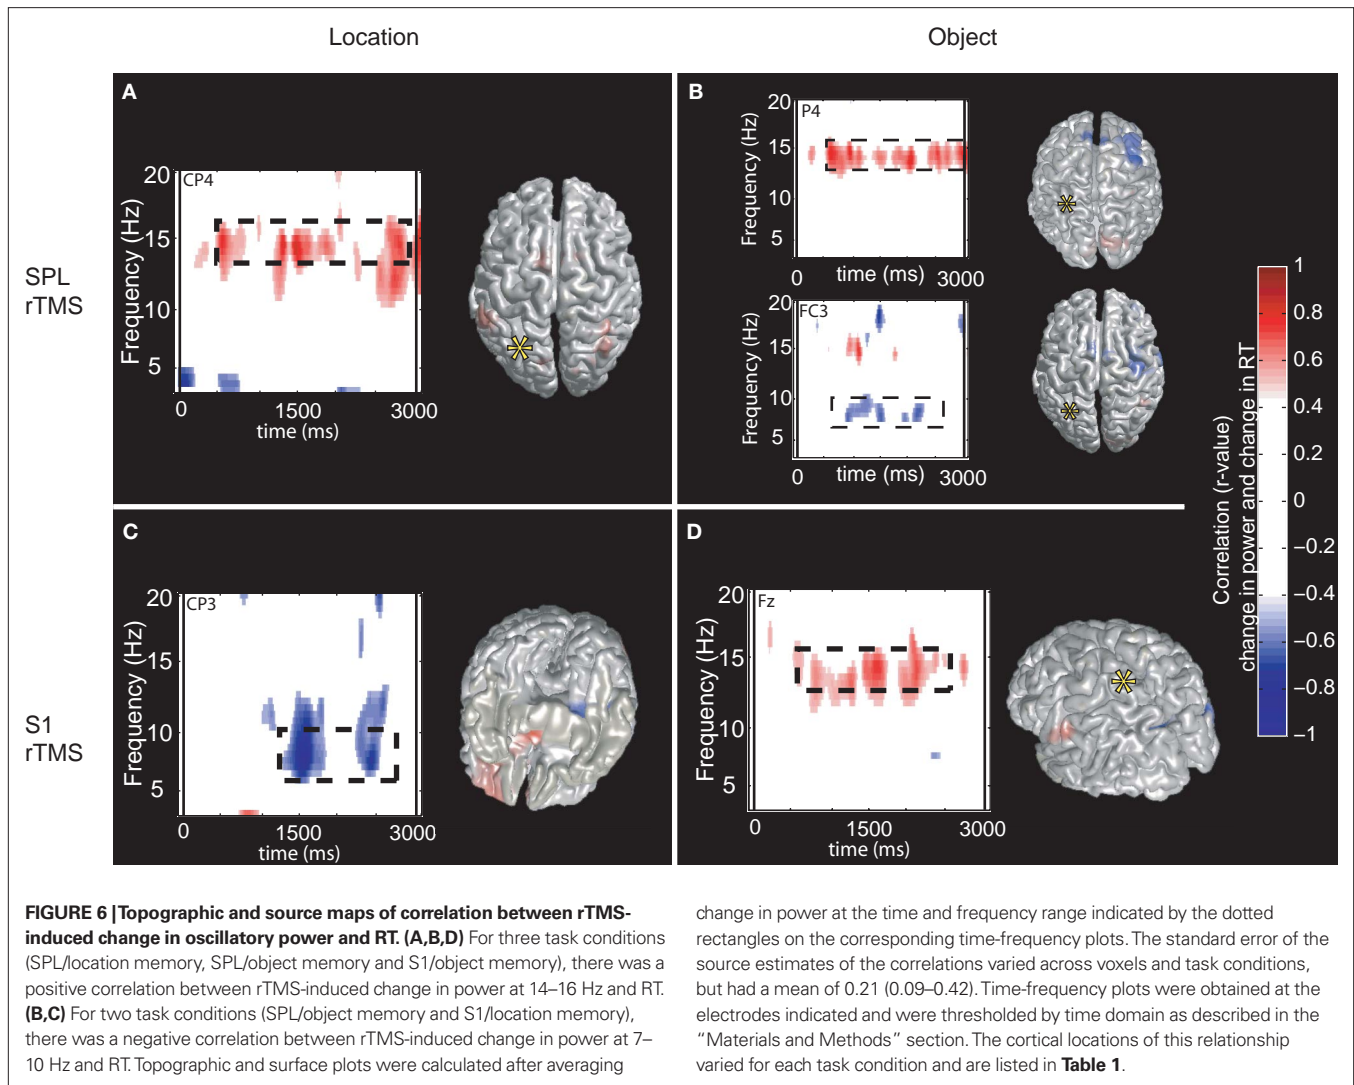 Location
Object
SPL
rTMS
A
CP4
20
15
10
5
Frequency (Hz)
0
1500
3000
time (ms)
B
P4
20
15
10
5
Frequency (Hz)
0
time (ms)
3000
FC3
20
15
10
5
Frequency (Hz)
0
time (ms)
3000
S1
rTMS
C
CP3
20
15
10
5
Frequency (Hz)
0
1500
3000
time (ms)
D
Fz
20
15
10
5
Frequency (Hz)
0
1500
3000
time (ms)
Correlation (r-value)
change in power and change in RT
1
0.8
0.6
0.4
0.2
0
−0.2
−0.4
−0.6
−0.8
−1
FIGURE 6 | Topographic and source maps of correlation between rTMS-
induced change in oscillatory power and RT. (A,B,D) For three task conditions
(SPL/location memory, SPL/object memory and S1/object memory), there was a
positive correlation between rTMS-induced change in power at 14–16 Hz and RT.
(B,C) For two task conditions (SPL/object memory and S1/location memory),
there was a negative correlation between rTMS-induced change in power at 7–
10 Hz and RT. Topographic and surface plots were calculated after averaging
change in power at the time and frequency range indicated by the dotted
rectangles on the corresponding time-frequency plots. The standard error of the
source estimates of the correlations varied across voxels and task conditions,
but had a mean of 0.21 (0.09–0.42). Time-frequency plots were obtained at the
electrodes indicated and were thresholded by time domain as described in the
“Materials and Methods” section. The cortical locations of this relationship
varied for each task condition and are listed in Table 1.